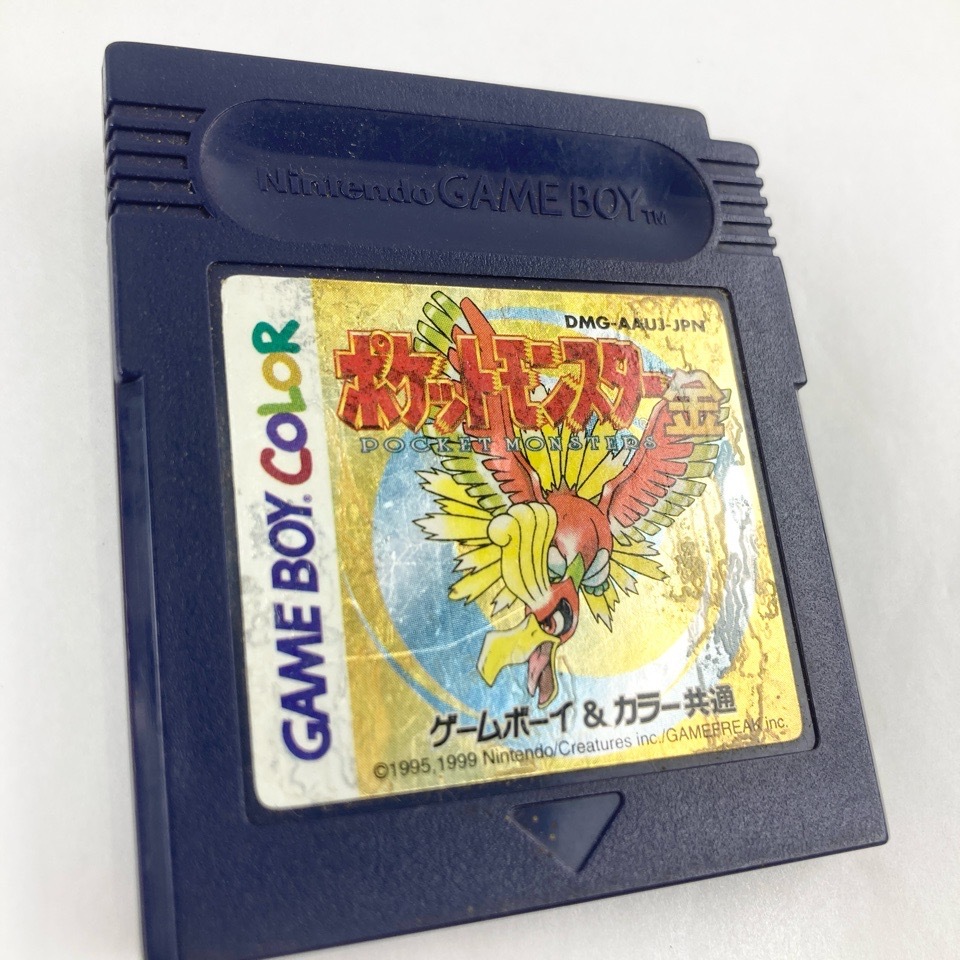 Nintendo GAME BOY™
DMG-AAUJ-JPN
ポケットモンスター金
POCKET MONSTERS
GAME BOY COLOR
ゲームボーイ & カラー共通
©1995,1999 Nintendo/Creatures inc./GAMEFREAK inc.